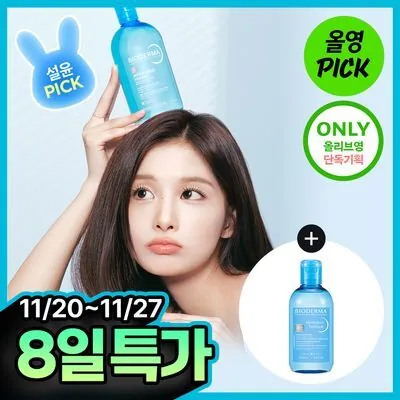 설윤
PICK
올영
PICK
ONLY
올리브영
단독기획
BIODERMA
+
BIODERMA
11/20~11/27
8일특가